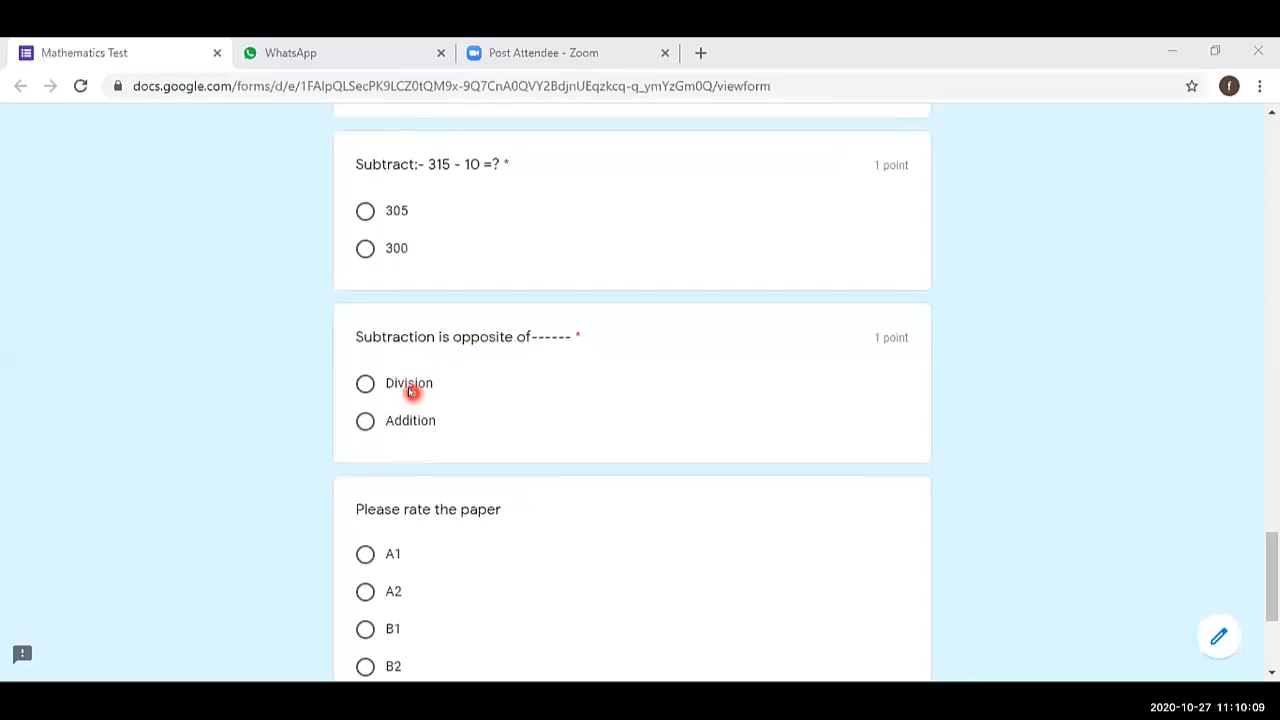 Mathematics Test
WhatsApp
Post Attendee - Zoom
docs.google.com/forms/d/e/1FAIpQLSecPK9LCZ0tQM9x-9Q7CnA0QVY2BdjnUEqzkcq-q_ymYzGm0Q/viewform
f
Subtract:- 315 - 10 =? *
1 point
305
300
Subtraction is opposite of------ *
1 point
Division
Addition
Please rate the paper
A1
A2
B1
B2
2020-10-27 11:10:09